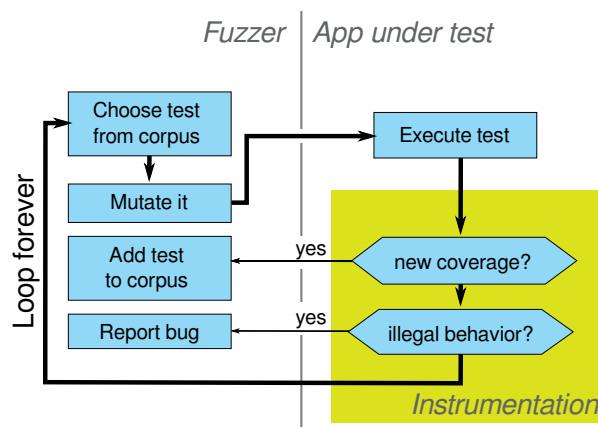 Fuzzer
App under test
Choose test
from corpus
Mutate it
Execute test
Loop forever
Add test
to corpus
yes
new coverage?
Report bug
yes
illegal behavior?
Instrumentation